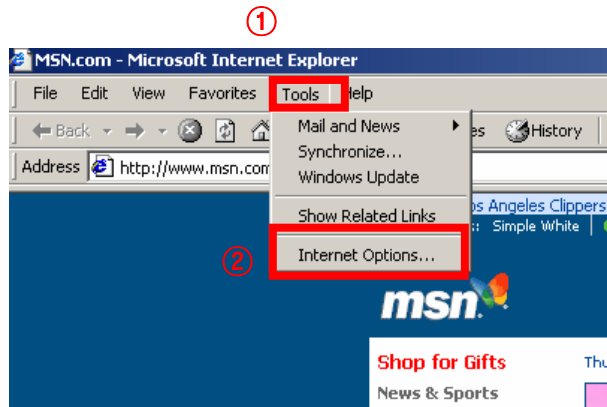 ①
MSN.com - Microsoft Internet Explorer
File Edit View Favorites Tools Help
Back History
Address http://www.msn.com
Mail and News
Synchronize...
Windows Update
Show Related Links
② Internet Options...
Angeles Clippers
:: Simple White
msn
Shop for Gifts
News & Sports